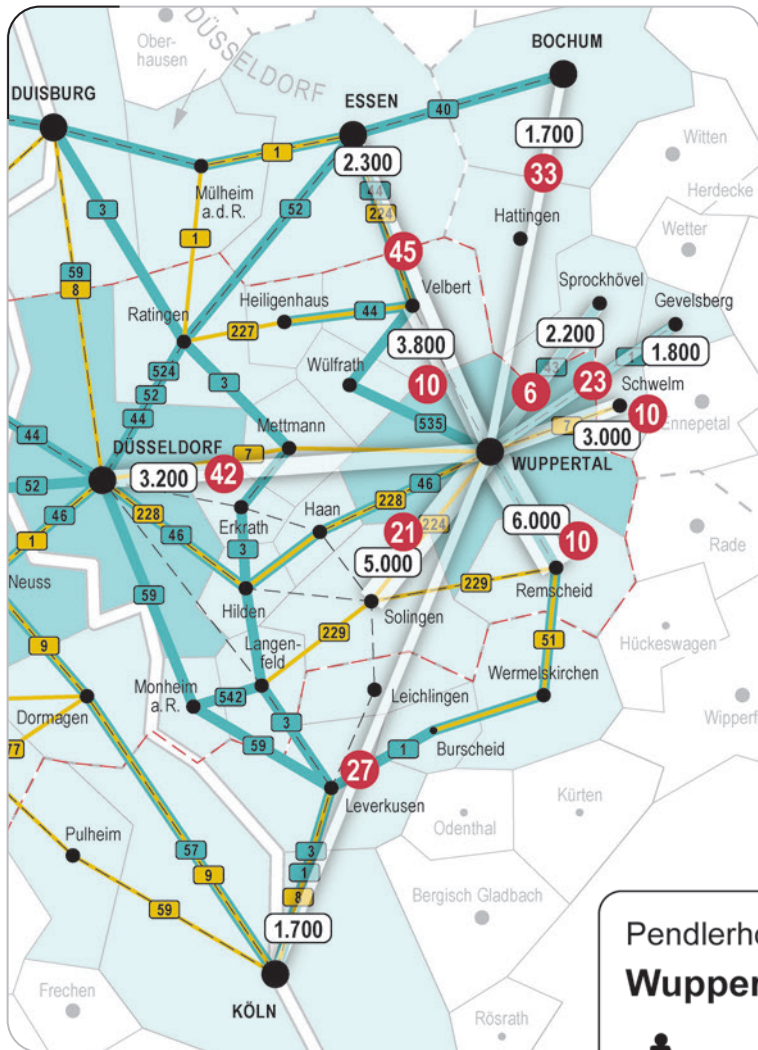 Ober-
hausen
DÜSSELDORF
BOCHUM
DUISBURG
ESSEN
40
1.700
1
2.300
Witten
33
Mülheim
a.d.R.
44
Herdecke
3
52
224
1
Hattingen
Wetter
45
59
8
Sprockhövel
Velbert
Gevelsberg
Ratingen
Heiligenhaus
44
227
2.200
1.800
3.800
43
1
524
Wülfrath
23
52
3
10
6
Schwelm
10
Ennepetal
44
535
7
3.000
44
Mettmann
DÜSSELDORF
7
WUPPERTAL
3.200
42
52
46
46
228
228
Haan
6.000
21
224
Erkrath
Rade
46
10
1
3
5.000
Neuss
229
Remscheid
Hilden
59
Solingen
Hückeswagen
229
51
9
Langen-
feld
Wermelskirchen
Monheim
a.R.
542
Leichlingen
Wipperf
Dormagen
3
59
Burscheid
77
1
27
Leverkusen
Kürten
Odenthal
Pulheim
57
3
1
9
8
Bergisch Gladbach
59
1.700
Pendlerho
Wupper
Frechen
KÖLN
Rösrath